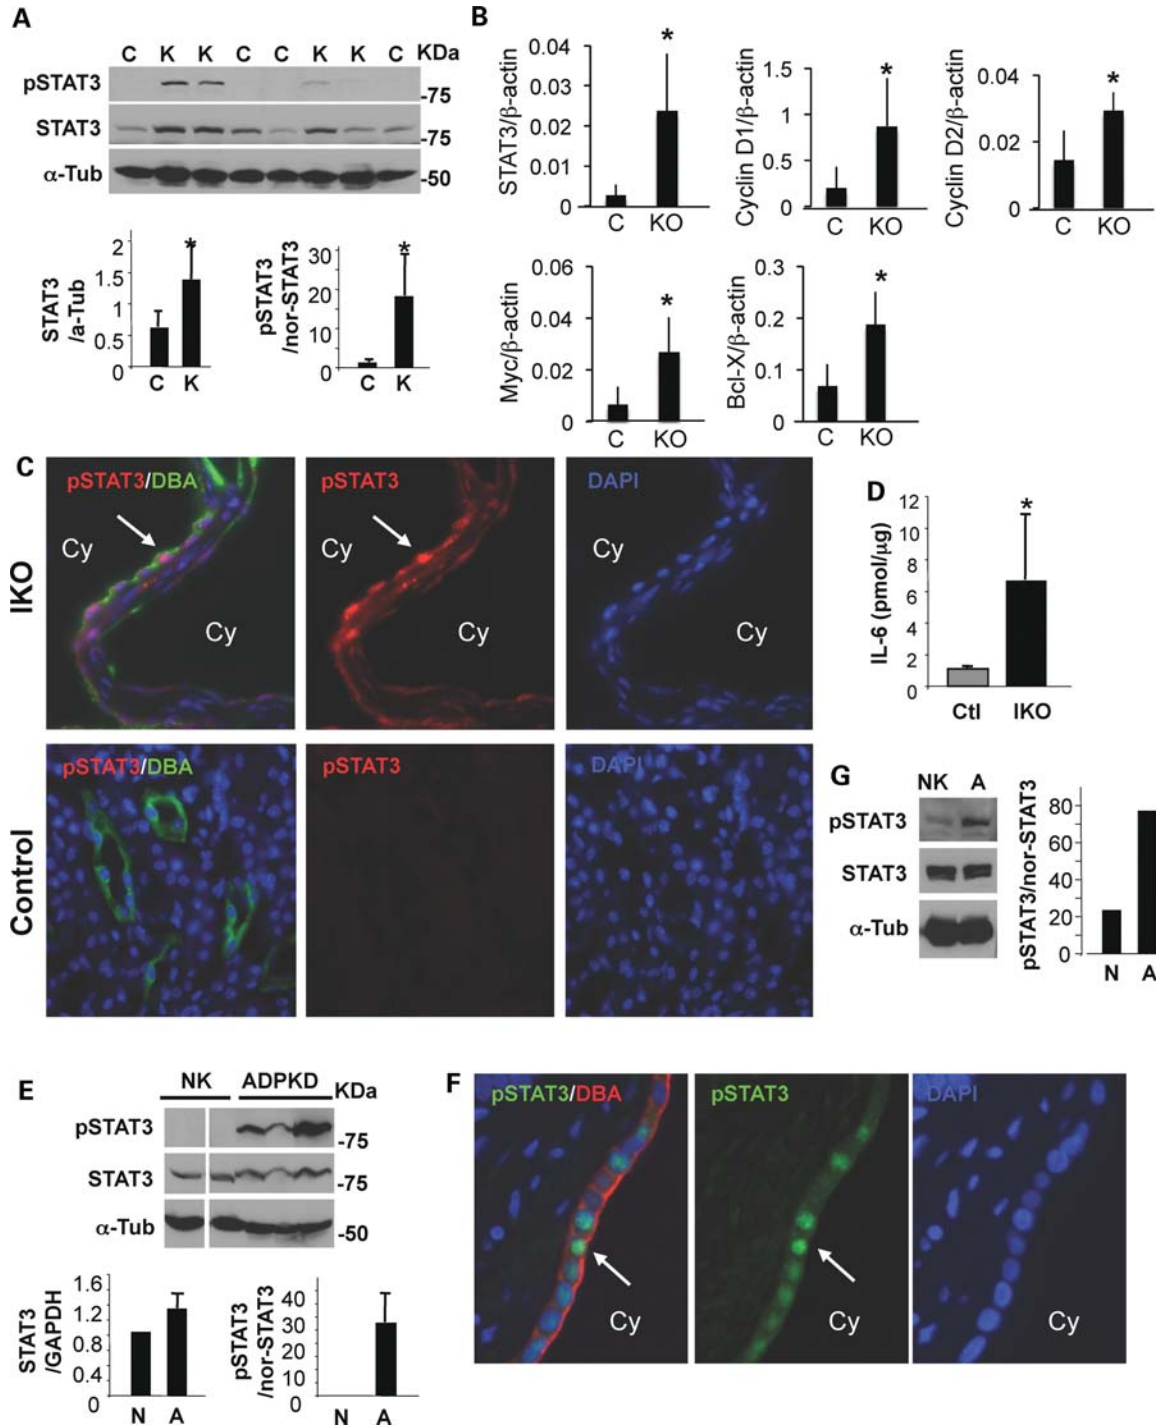 A
C K K C C K K C KDa
pSTAT3
-75
STAT3
-75
α-Tub
-50
STAT3
/a-Tub
2
1.5
1
0.5
0
*
C K
pSTAT3
/nor-STAT3
30
20
10
0
*
C K
B
STAT3/β-actin
0.04
0.03
0.02
0.01
0
*
C KO
Cyclin D1/β-actin
1.5
1
0.5
0
*
C KO
Cyclin D2/β-actin
0.04
0.02
0
*
C KO
Myc/β-actin
0.06
0.04
0.02
0
*
C KO
Bcl-X/β-actin
0.3
0.2
0.1
0
*
C KO
C
IKO
pSTAT3/DBA
Cy
Cy
pSTAT3
Cy
DAPI
Cy
Control
pSTAT3/DBA
pSTAT3
DAPI
D
IL-6 (pmol/µg)
12
10
8
6
4
2
0
*
Ctl IKO
G
NK A
pSTAT3
STAT3
α-Tub
pSTAT3/nor-STAT3
80
60
40
20
0
N A
E
NK ADPKD KDa
pSTAT3
-75
STAT3
-75
α-Tub
-50
STAT3
/GAPDH
1.6
1.2
0.8
0.4
0
N A
pSTAT3
/nor-STAT3
40
30
20
10
0
N A
F
pSTAT3/DBA
Cy
pSTAT3
Cy
DAPI
Cy